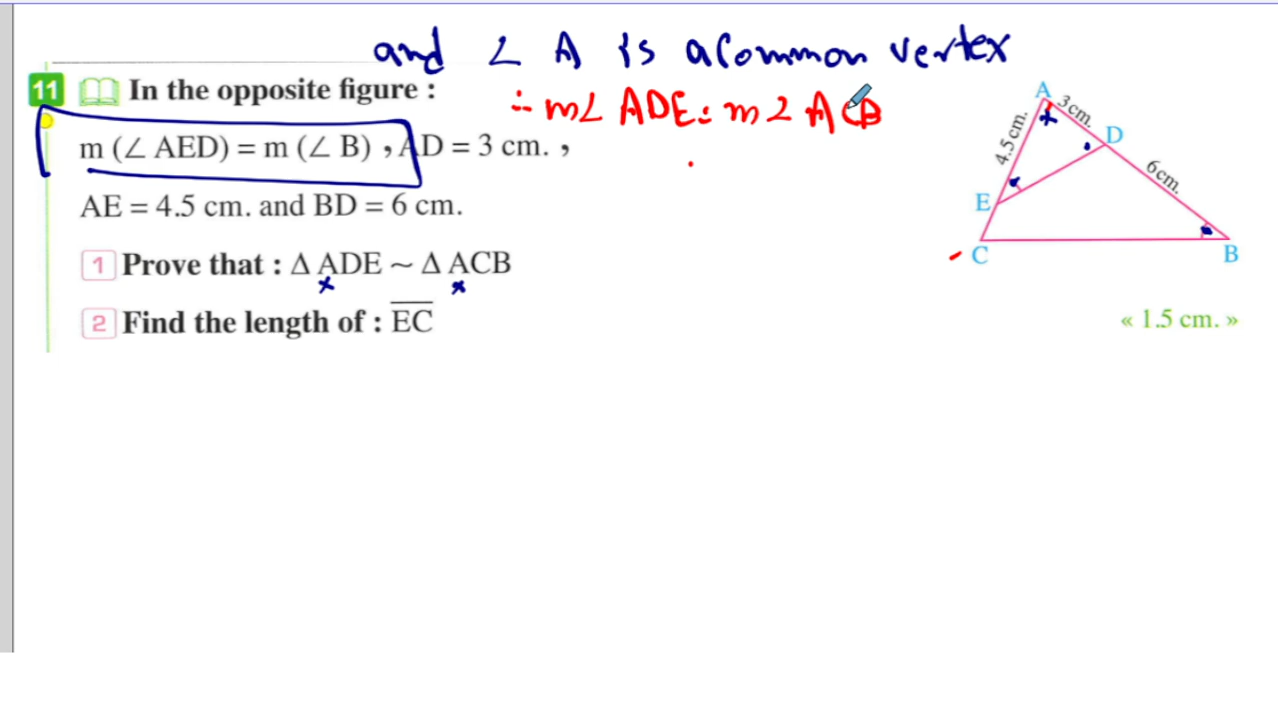 and ∠ A is a common vertex
11 In the opposite figure :
∴ m∠ ADE = m∠ ACB
m (∠ AED) = m (∠ B) , AD = 3 cm. ,
AE = 4.5 cm. and BD = 6 cm.
1 Prove that : Δ ADE ~ Δ ACB
x x
2 Find the length of : EC
A
3 cm.
x
4.5 cm.
D
6 cm.
E
C
B
« 1.5 cm. »